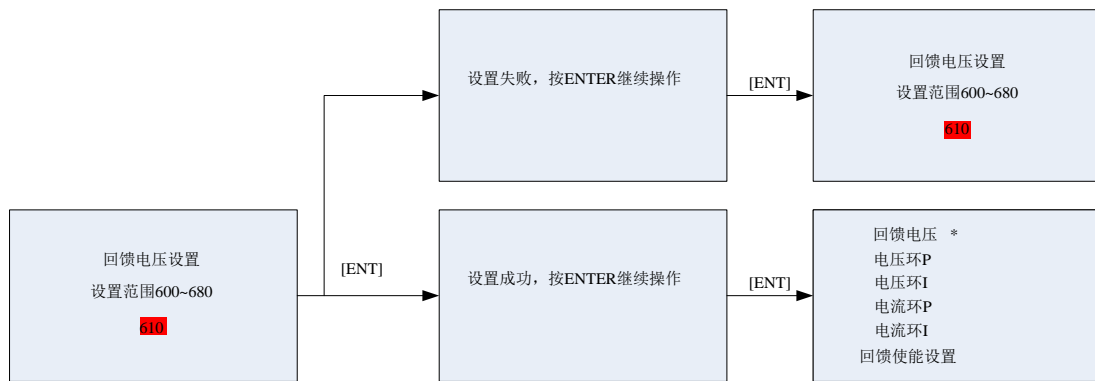 设置失败，按ENTER继续操作
[ENT]
回馈电压设置
设置范围600~680
610
回馈电压设置
设置范围600~680
610
[ENT]
设置成功，按ENTER继续操作
[ENT]
回馈电压 *
电压环P
电压环I
电流环P
电流环I
回馈使能设置